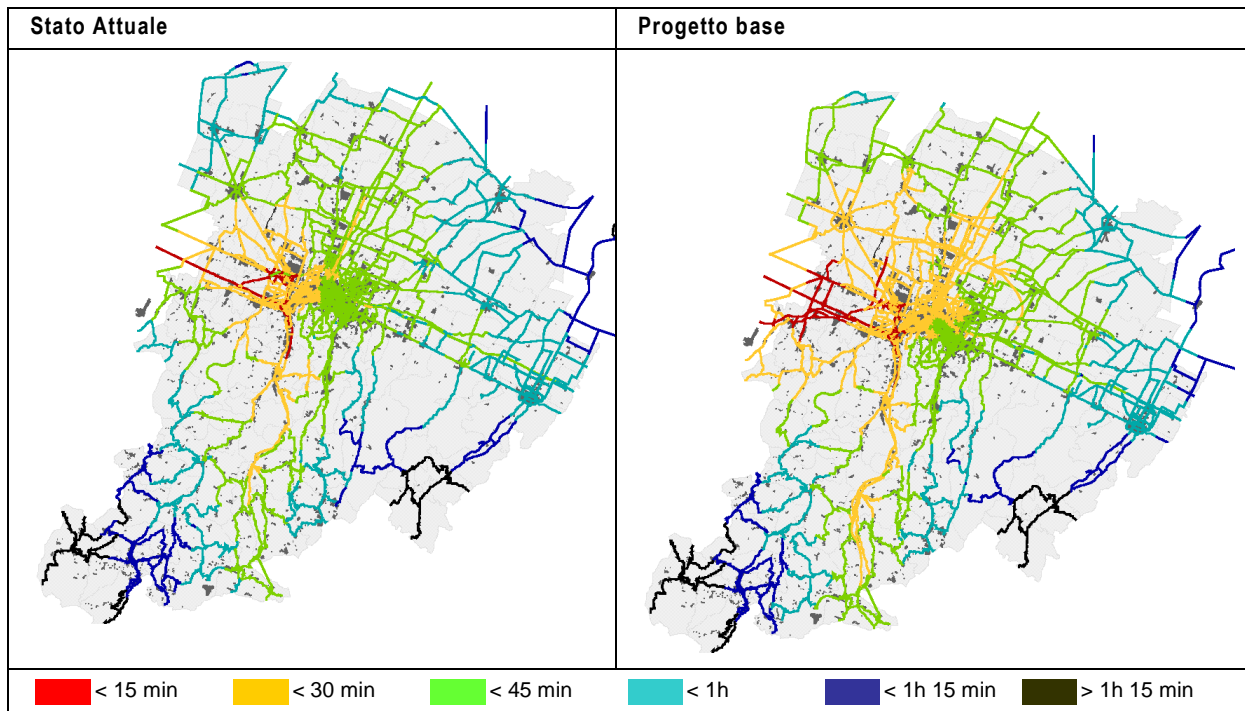 Stato Attuale
Progetto base
< 15 min
< 30 min
< 45 min
< 1h
< 1h 15 min
> 1h 15 min